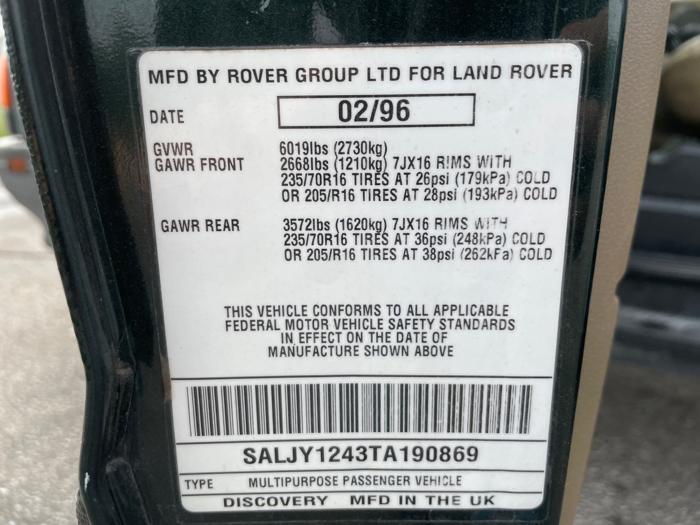 MFD BY ROVER GROUP LTD FOR LAND ROVER
DATE 02/96
GVWR 6019lbs (2730kg)
GAWR FRONT 2668lbs (1210kg) 7JX16 RIMS WITH
235/70R16 TIRES AT 26psi (179kPa) COLD
OR 205/R16 TIRES AT 28psi (193kPa) COLD
GAWR REAR 3572lbs (1620kg) 7JX16 RIMS WITH
235/70R16 TIRES AT 36psi (248kPa) COLD
OR 205/R16 TIRES AT 38psi (262kPa) COLD
THIS VEHICLE CONFORMS TO ALL APPLICABLE
FEDERAL MOTOR VEHICLE SAFETY STANDARDS
IN EFFECT ON THE DATE OF
MANUFACTURE SHOWN ABOVE
SALJY1243TA190869
TYPE MULTIPURPOSE PASSENGER VEHICLE
DISCOVERY MFD IN THE UK